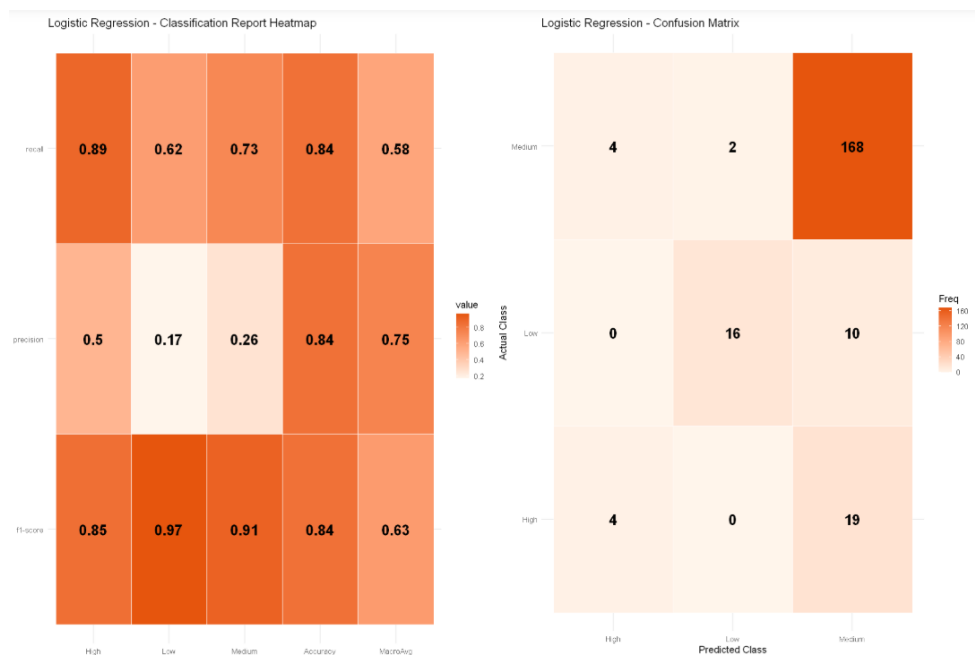 Logistic Regression - Classification Report Heatmap
recall
0.89 0.62 0.73 0.84 0.58
precision
0.5 0.17 0.26 0.84 0.75
f1-score
0.85 0.97 0.91 0.84 0.63
High Low Medium Accuracy MacroAvg
value
0.8
0.6
0.4
0.2
Logistic Regression - Confusion Matrix
Actual Class
Medium
4 2 168
Low
0 16 10
High
4 0 19
High Low Medium
Predicted Class
Freq
160
120
80
40
0